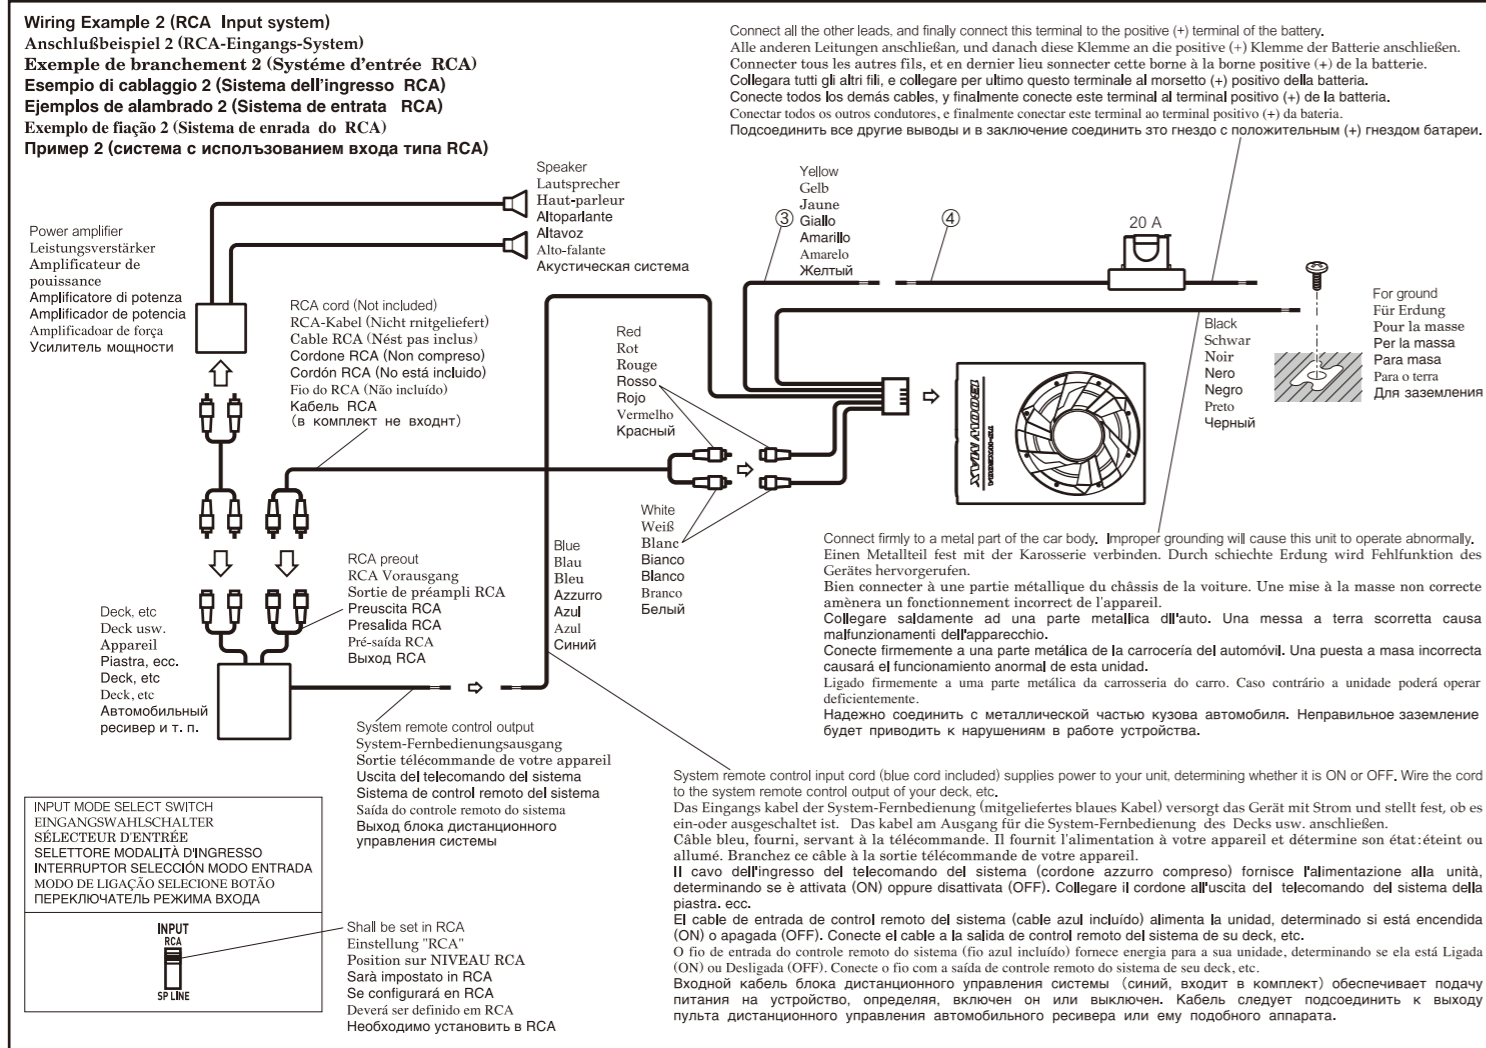 Wiring Example 2 (RCA Input system)
Anschlußbeispiel 2 (RCA-Eingangs-System)
Exemple de branchement 2 (Systéme d'entrée RCA)
Esempio di cablaggio 2 (Sistema dell'ingresso RCA)
Ejemplos de alambrado 2 (Sistema de entrata RCA)
Exemplo de fiação 2 (Sistema de enrada do RCA)
Пример 2 (система с исполъзованием входа типа RCA)
Connect all the other leads, and finally connect this terminal to the positive (+) terminal of the battery.
Alle anderen Leitungen anschließan, und danach diese Klemme an die positive (+) Klemme der Batterie anschließen.
Connecter tous les autres fils, et en dernier lieu sonnecter cette borne à la borne positive (+) de la batterie.
Collegara tutti gli altri fili, e collegare per ultimo questo terminale al morsetto (+) positivo della batteria.
Conecte todos los demás cables, y finalmente conecte este terminal al terminal positivo (+) de la batería.
Conectar todos os outros condutores, e finalmente conectar este terminal ao terminal positivo (+) da bateria.
Подсоединить все другие выводы и в заключение соединить зто гнездо с положительным (+) гнездом батареи.
Speaker
Lautsprecher
Haut-parleur
Altoparlante
Altavoz
Alto-falante
Акустическая система
Yellow
Gelb
Jaune
Giallo
Amarillo
Amarelo
Желтый
③
④
20 A
Power amplifier
Leistungsverstärker
Amplificateur de
pouissance
Amplificatore di potenza
Amplificador de potencia
Amplificadoar de força
Усилитель мощности
RCA cord (Not included)
RCA-Kabel (Nicht rnitgeliefert)
Cable RCA (Nést pas inclus)
Cordone RCA (Non compreso)
Cordón RCA (No está incluido)
Fio do RCA (Não incluído)
Кабель RCA
(в комплект не входнт)
Red
Rot
Rouge
Rosso
Rojo
Vermelho
Красный
Black
Schwar
Noir
Nero
Negro
Preto
Черный
For ground
Für Erdung
Pour la masse
Per la massa
Para masa
Para o terra
Для заземления
1300W MAX
White
Weiß
Blanc
Bianco
Blanco
Branco
Белый
Blue
Blau
Bleu
Azzurro
Azul
Azul
Синий
RCA preout
RCA Vorausgang
Sortie de préampli RCA
Preuscita RCA
Presalida RCA
Pré-saída RCA
Выход RCA
Deck, etc
Deck usw.
Appareil
Piastra, ecc.
Deck, etc
Deck, etc
Автомобильный
ресивер и т. п.
Connect firmly to a metal part of the car body. Improper grounding will cause this unit to operate abnormally.
Einen Metallteil fest mit der Karosserie verbinden. Durch schiechte Erdung wird Fehlfunktion des
Gerätes hervorgerufen.
Bien connecter à une partie métallique du châssis de la voiture. Une mise à la masse non correcte
amènera un fonctionnement incorrect de l'appareil.
Collegare saldamente ad una parte metallica dll'auto. Una messa a terra scorretta causa
malfunzionamenti dell'apparecchio.
Conecte firmemente a una parte metálica de la carrocería del automóvil. Una puesta a masa incorrecta
causará el funcionamiento anormal de esta unidad.
Ligado firmemente a uma parte metálica da carrosseria do carro. Caso contrário a unidade poderá operar
deficientemente.
Надежно соединить с металлической частью кузова автомобиля. Неправильное заземление
будет приводить к нарушениям в работе устройства.
System remote control output
System-Fernbedienungsausgang
Sortie télécommande de votre appareil
Uscita del telecomando del sistema
Sistema de control remoto del sistema
Saída do controle remoto do sistema
Выход блока дистанционного
управления системы
System remote control input cord (blue cord included) supplies power to your unit, determining whether it is ON or OFF. Wire the cord
to the system remote control output of your deck, etc.
Das Eingangs kabel der System-Fernbedienung (mitgeliefertes blaues Kabel) versorgt das Gerät mit Strom und stellt fest, ob es
ein-oder ausgeschaltet ist. Das kabel am Ausgang für die System-Fernbedienung des Decks usw. anschließen.
Câble bleu, fourni, servant à la télécommande. Il fournit l'alimentation à votre appareil et détermine son état:éteint ou
allumé. Branchez ce câble à la sortie télécommande de votre appareil.
Il cavo dell'ingresso del telecomando del sistema (cordone azzurro compreso) fornisce l'alimentazione alla unità,
determinando se è attivata (ON) oppure disattivata (OFF). Collegare il cordone all'uscita del telecomando del sistema della
piastra. ecc.
El cable de entrada de control remoto del sistema (cable azul incluído) alimenta la unidad, determinado si está encendida
(ON) o apagada (OFF). Conecte el cable a la salida de control remoto del sistema de su deck, etc.
O fio de entrada do controle remoto do sistema (fio azul incluído) fornece energia para a sua unidade, determinando se ela está Ligada
(ON) ou Desligada (OFF). Conecte o fio com a saída de controle remoto do sistema de seu deck, etc.
Входной кабель блока дистанционного управления системы (синий, входит в комплект) обеспечивает подачу
питания на устройство, определяя, включен он или выключен. Кабель следует подсоединить к выходу
пульта дистанционного управления автомобильного ресивера или ему подобного аппарата.
INPUT MODE SELECT SWITCH
EINGANGSWAHLSCHALTER
SÉLECTEUR D'ENTRÉE
SELETTORE MODALITÀ D'INGRESSO
INTERRUPTOR SELECCIÓN MODO ENTRADA
MODO DE LIGAÇÃO SELECIONE BOTÃO
ПЕРЕКЛЮЧАТЕЛЬ РЕЖИМА ВХОДА
INPUT
RCA
SP LINE
Shall be set in RCA
Einstellung "RCA"
Position sur NIVEAU RCA
Sarà impostato in RCA
Se configurará en RCA
Deverá ser definido em RCA
Необходимо установить в RCA